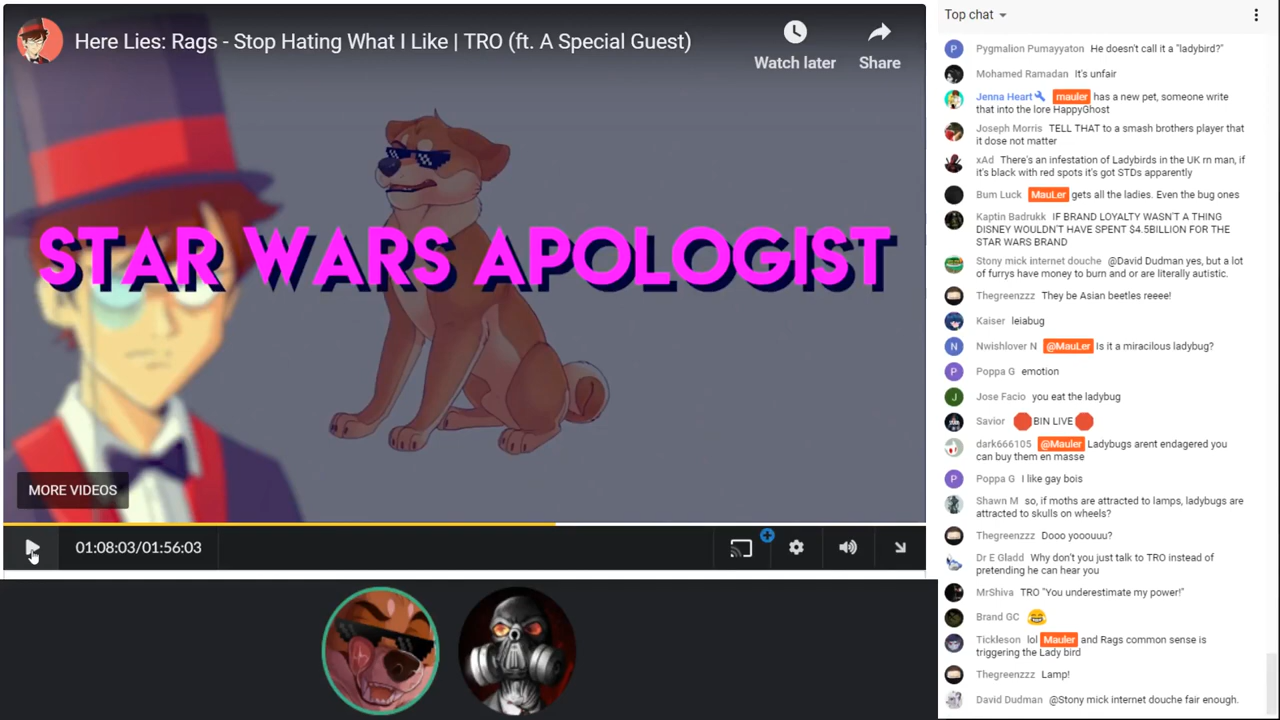 Here Lies: Rags - Stop Hating What I Like | TRO (ft. A Special Guest)
Watch later
Share
STAR WARS APOLOGIST
MORE VIDEOS
01:08:03/01:56:03
Top chat
P Pygmalion Pumayyaton He doesn't call it a "ladybird?"
Mohamed Ramadan It's unfair
Jenna Heart mauler has a new pet, someone write
that into the lore HappyGhost
Joseph Morris TELL THAT to a smash brothers player that
it dose not matter
xAd There's an infestation of Ladybirds in the UK rn man, if
it's black with red spots it's got STDs apparently
Bum Luck MauLer gets all the ladies. Even the bug ones
Kaptin Badrukk IF BRAND LOYALTY WASN'T A THING
DISNEY WOULDN'T HAVE SPENT $4.5BILLION FOR THE
STAR WARS BRAND
Stony mick internet douche @David Dudman yes, but a lot
of furrys have money to burn and or are literally autistic.
Thegreenzzz They be Asian beetles reeee!
Kaiser leiabug
N Nwishlover N @MauLer Is it a miracilous ladybug?
P Poppa G emotion
J Jose Facio you eat the ladybug
Savior BIN LIVE
dark666105 @Mauler Ladybugs arent endagered you
can buy them en masse
P Poppa G I like gay bois
Shawn M so, if moths are attracted to lamps, ladybugs are
attracted to skulls on wheels?
Thegreenzzz Dooo yooouuu?
Dr E Gladd Why don't you just talk to TRO instead of
pretending he can hear you
MrShiva TRO "You underestimate my power!"
Brand GC
Tickleson lol Mauler and Rags common sense is
triggering the Lady bird
Thegreenzzz Lamp!
David Dudman @Stony mick internet douche fair enough.